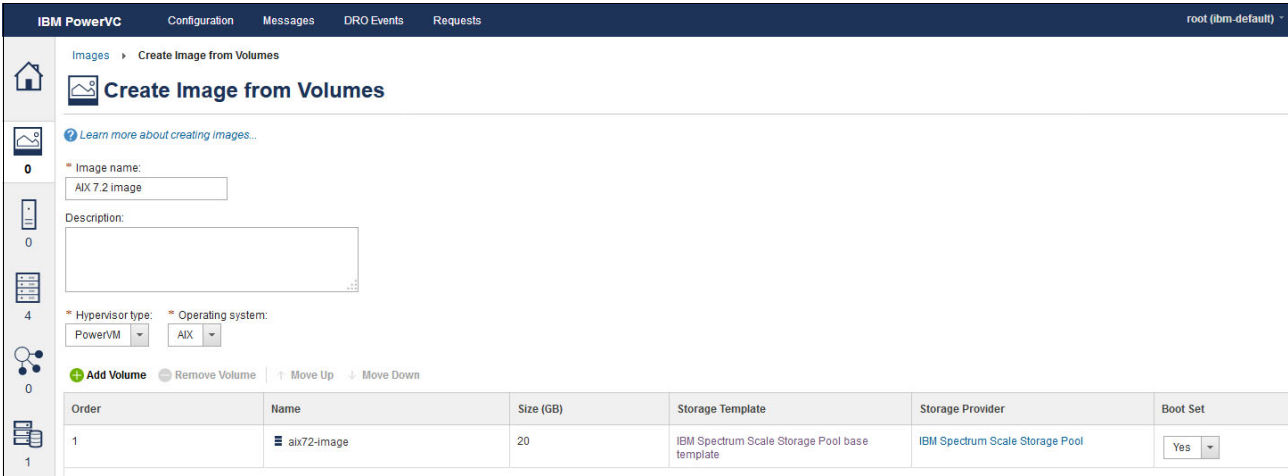 IBM PowerVC Configuration Messages DRO Events Requests root (ibm-default)
Images Create Image from Volumes
Create Image from Volumes
Learn more about creating images...
0
* Image name:
AIX 7.2 image
Description:
0
4
* Hypervisor type: * Operating system:
PowerVM AIX
0
Add Volume Remove Volume Move Up Move Down
Order Name Size (GB) Storage Template Storage Provider Boot Set
1 aix72-image 20 IBM Spectrum Scale Storage Pool base IBM Spectrum Scale Storage Pool Yes
template
1